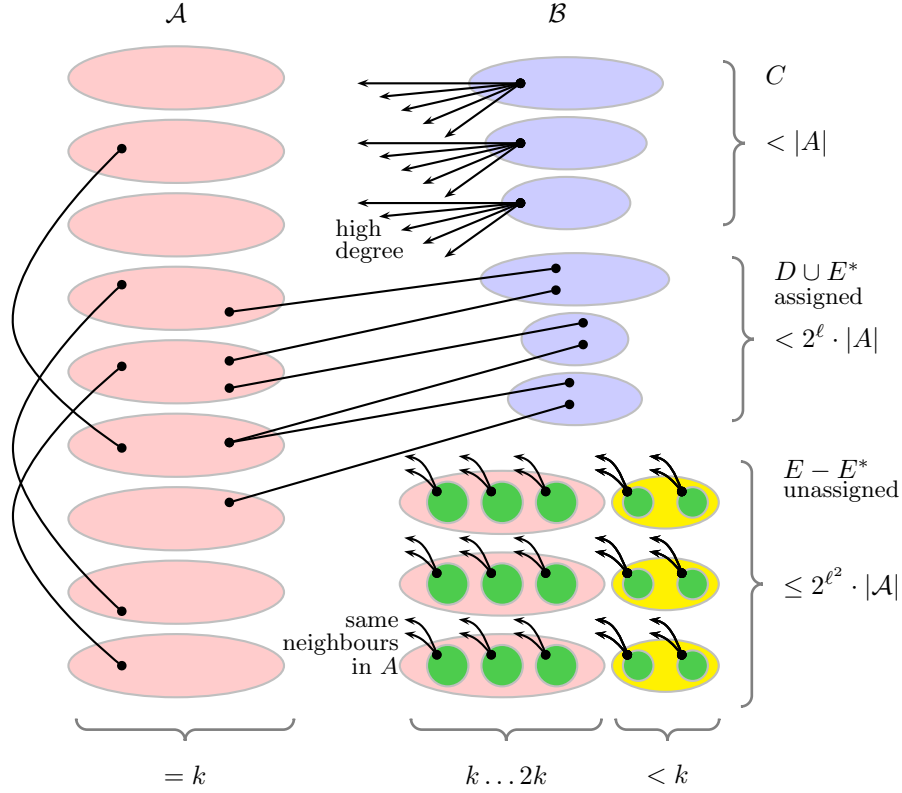 𝒜
ℬ
C
< |A|
high
degree
D ∪ E*
assigned
< 2^ℓ · |A|
E − E*
unassigned
≤ 2^{ℓ²} · |𝒜|
same
neighbours
in A
= k
k … 2k
< k